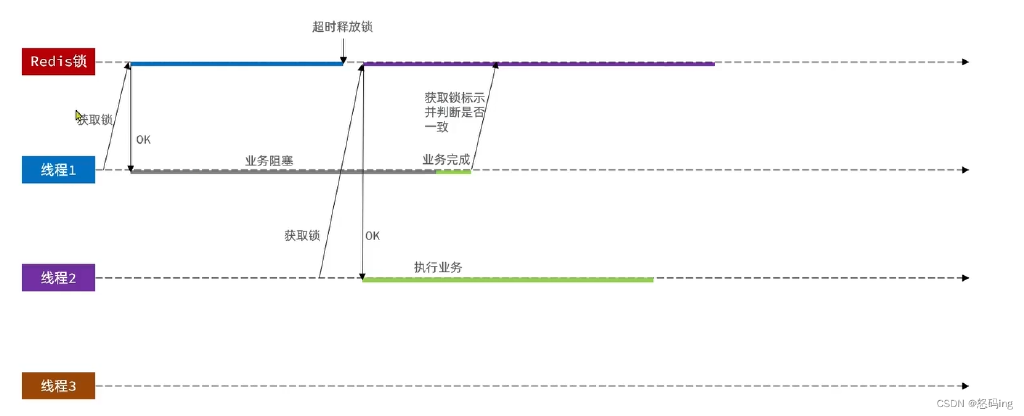 超时释放锁
Redis锁
获取锁标示
并判断是否
一致
获取锁
OK
业务阻塞
业务完成
线程1
获取锁
OK
执行业务
线程2
线程3
CSDN @怒码ing